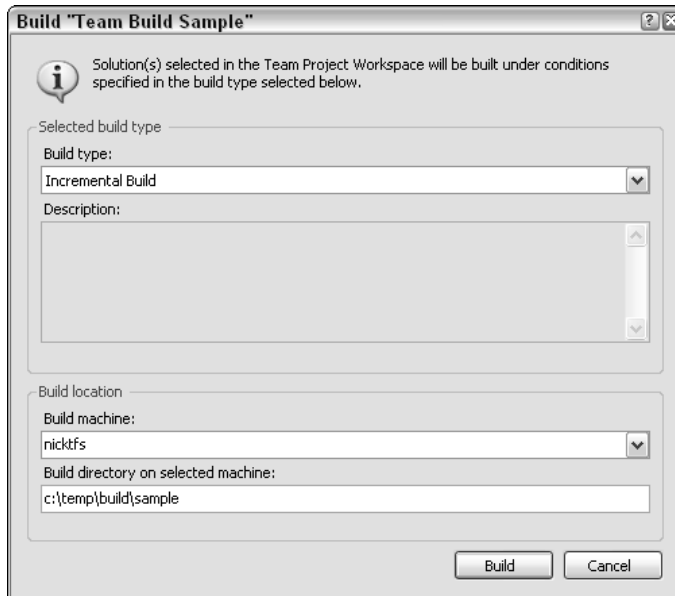 Build "Team Build Sample"
Solution(s) selected in the Team Project Workspace will be built under conditions
specified in the build type selected below.
Selected build type
Build type:
Incremental Build
Description:
Build location
Build machine:
nicktfs
Build directory on selected machine:
c:\temp\build\sample
Build Cancel